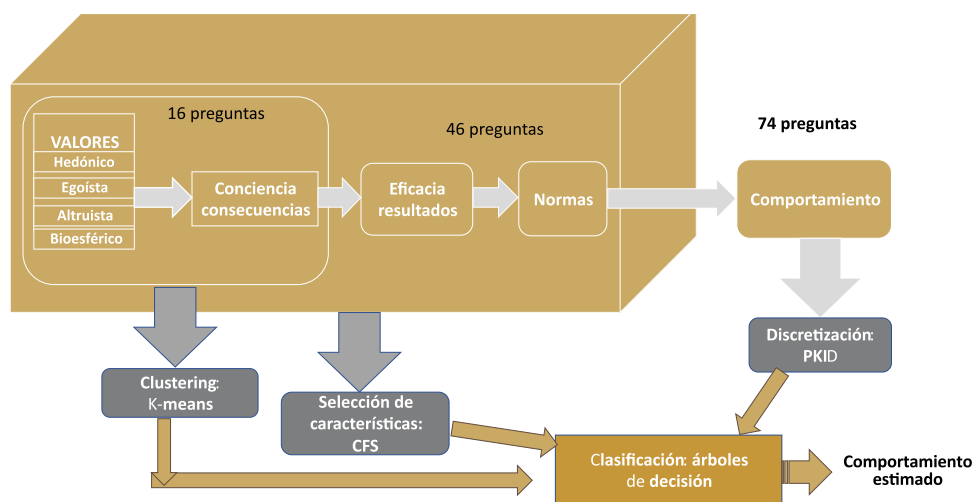 16 preguntas
46 preguntas
74 preguntas
VALORES
Hedónico
Egoísta
Altruista
Bioesférico
Conciencia
consecuencias
Eficacia
resultados
Normas
Comportamiento
Clustering:
K-means
Selección de
características:
CFS
Discretización:
PKID
Clasificación: árboles
de decisión
Comportamiento
estimado